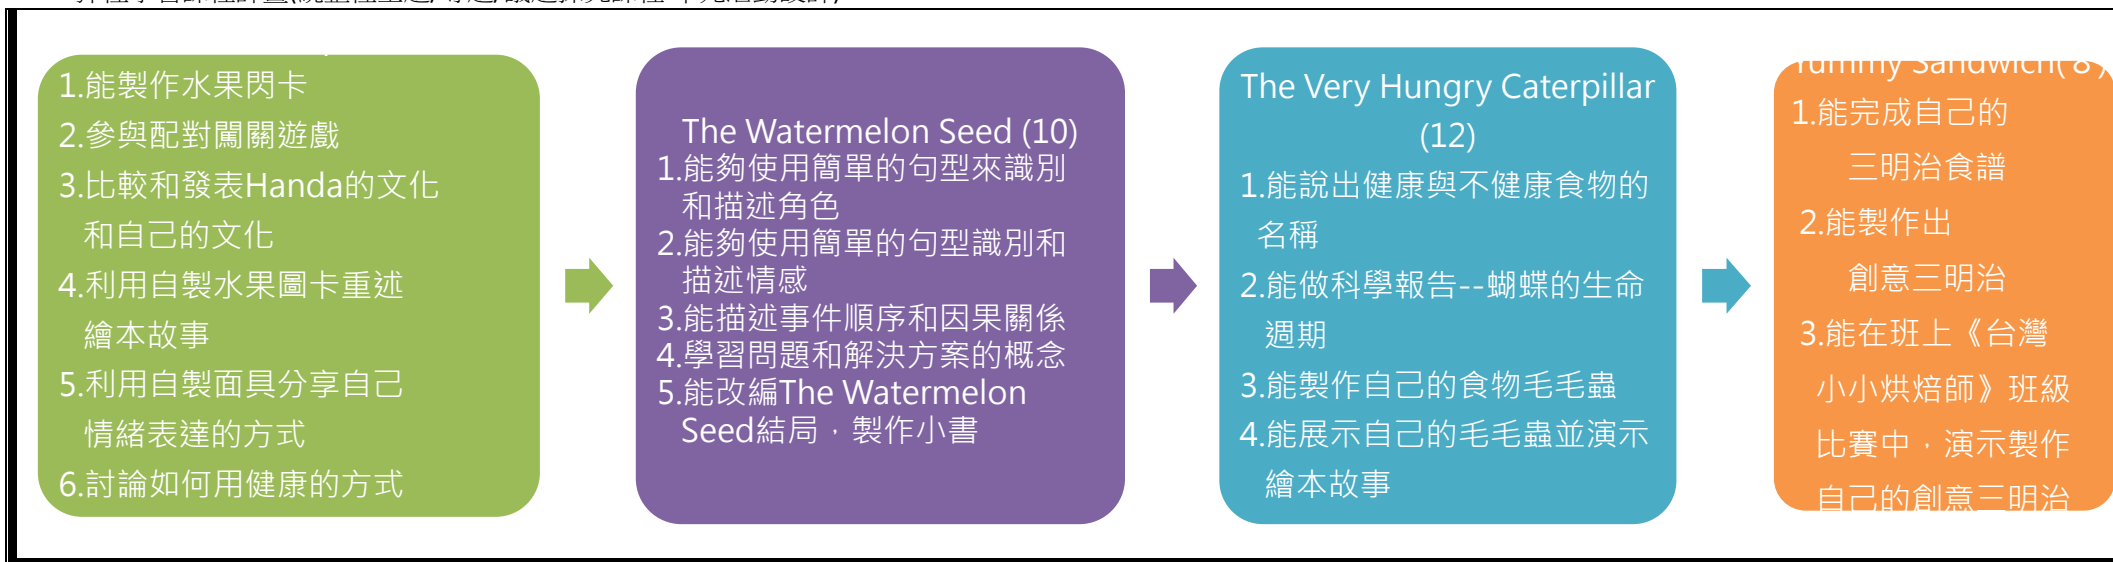 1.能製作水果閃卡
2.參與配對闖關遊戲
3.比較和發表Handa的文化
和自己的文化
4.利用自製水果圖卡重述
繪本故事
5.利用自製面具分享自己
情緒表達的方式
6.討論如何用健康的方式
The Watermelon Seed (10)
1.能夠使用簡單的句型來識別
和描述角色
2.能夠使用簡單的句型識別和
描述情感
3.能描述事件順序和因果關係
4.學習問題和解決方案的概念
5.能改編The Watermelon
Seed結局，製作小書
The Very Hungry Caterpillar
(12)
1.能說出健康與不健康食物的
名稱
2.能做科學報告--蝴蝶的生命
週期
3.能製作自己的食物毛毛蟲
4.能展示自己的毛毛蟲並演示
繪本故事
Yummy Sandwich( 8 )
1.能完成自己的
三明治食譜
2.能製作出
創意三明治
3.能在班上《台灣
小小烘焙師》班級
比賽中，演示製作
自己的創意三明治